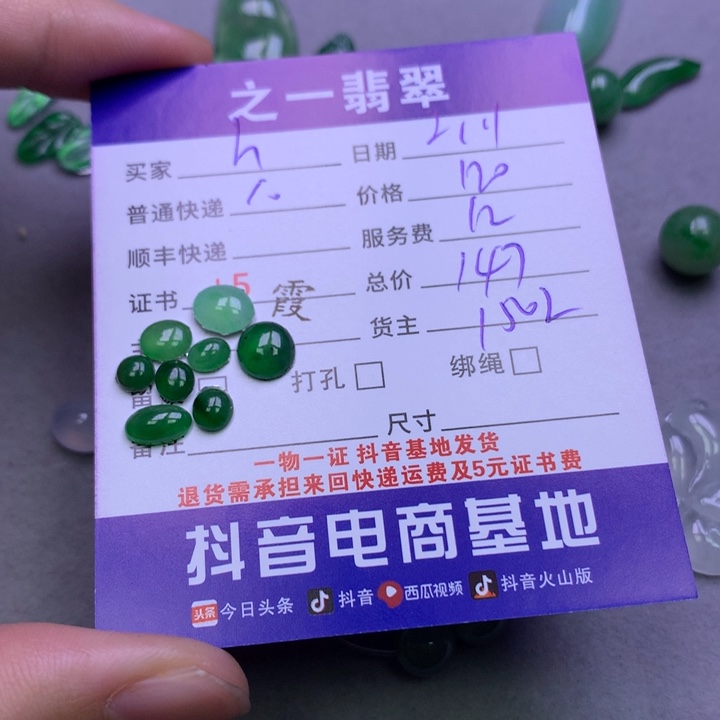 之一翡翠
买家 日期
普通快递 价格 120
顺丰快递 服务费 12
证书 +5 霞 总价 147
货主 1502
打孔 绑绳
备注 尺寸
一物一证 抖音基地发货
退货需承担来回快递运费及5元证书费
抖音电商基地
头条 今日头条 抖音 西瓜视频 抖音火山版